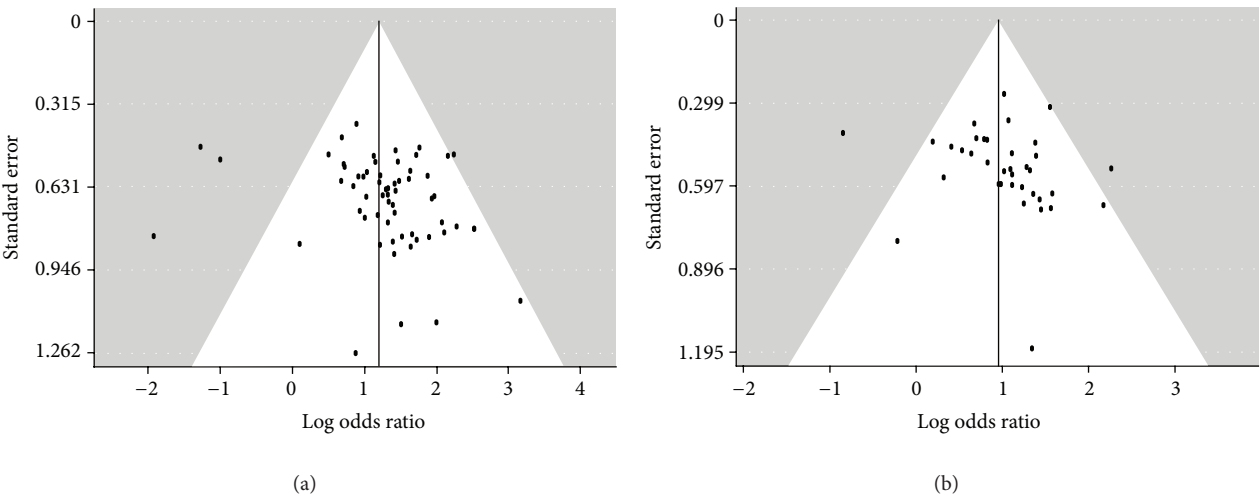 Standard error
0
0.315
0.631
0.946
1.262
−2 −1 0 1 2 3 4
Log odds ratio
(a)
Standard error
0
0.299
0.597
0.896
1.195
−2 −1 0 1 2 3
Log odds ratio
(b)